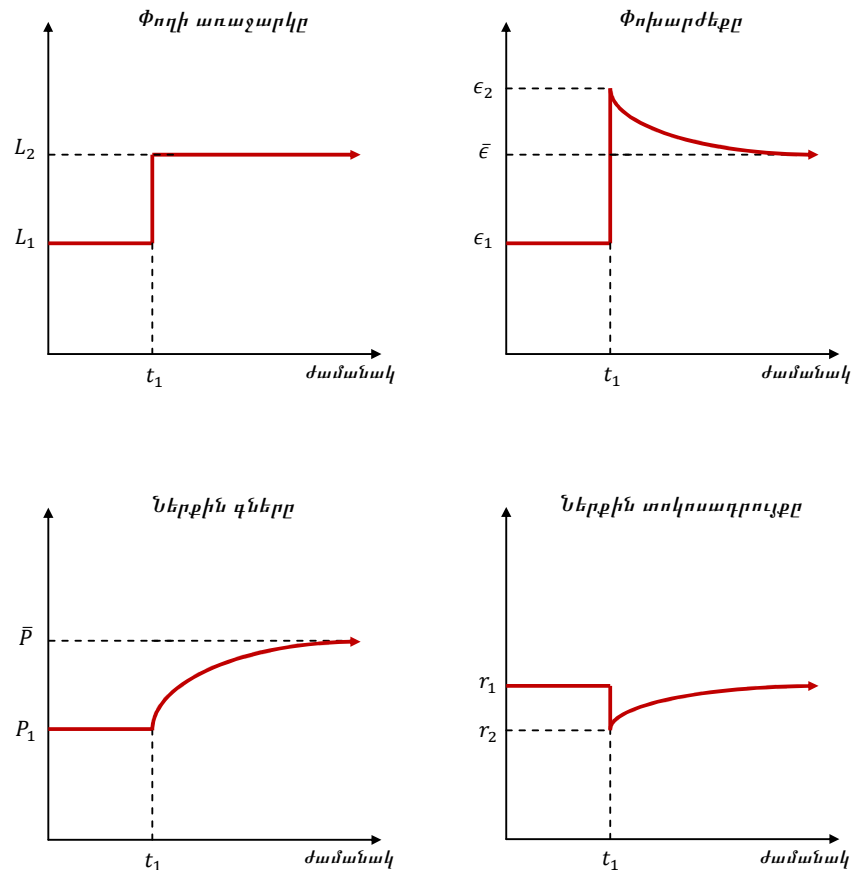 Փողի առաջարկը
L₂
L₁
t₁
ժամանակ
Փոխարժեքը
ϵ₂
ϵ̄
ϵ₁
t₁
ժամանակ
Ներքին գները
P̄
P₁
t₁
ժամանակ
Ներքին տոկոսադրույքը
r₁
r₂
t₁
ժամանակ